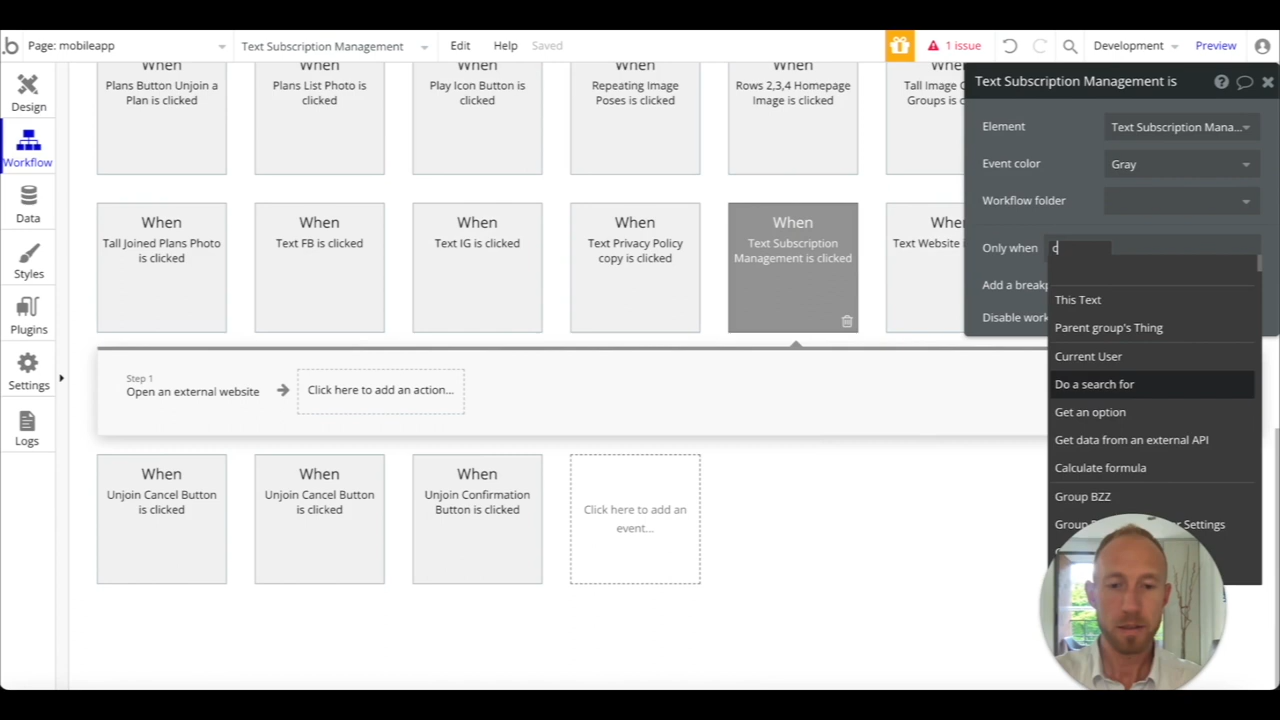 b
Page: mobileapp
Text Subscription Management
Edit
Help
Saved
1 issue
Development
Preview
Design
Workflow
Data
Styles
Plugins
Settings
Logs
When
Plans Button Unjoin a
Plan is clicked
When
Plans List Photo is
clicked
When
Play Icon Button is
clicked
When
Repeating Image
Poses is clicked
When
Rows 2,3,4 Homepage
Image is clicked
When
Tall Image
Groups is
When
Tall Joined Plans Photo
is clicked
When
Text FB is clicked
When
Text IG is clicked
When
Text Privacy Policy
copy is clicked
When
Text Subscription
Management is clicked
When
Text Website
Step 1
Open an external website
Click here to add an action...
When
Unjoin Cancel Button
is clicked
When
Unjoin Cancel Button
is clicked
When
Unjoin Confirmation
Button is clicked
Click here to add an
event...
Text Subscription Management is
Element
Text Subscription Mana...
Event color
Gray
Workflow folder
Only when
c
Add a
Disable
This Text
Parent group's Thing
Current User
Do a search for
Get an option
Get data from an external API
Calculate formula
Group BZZ
Group
Settings